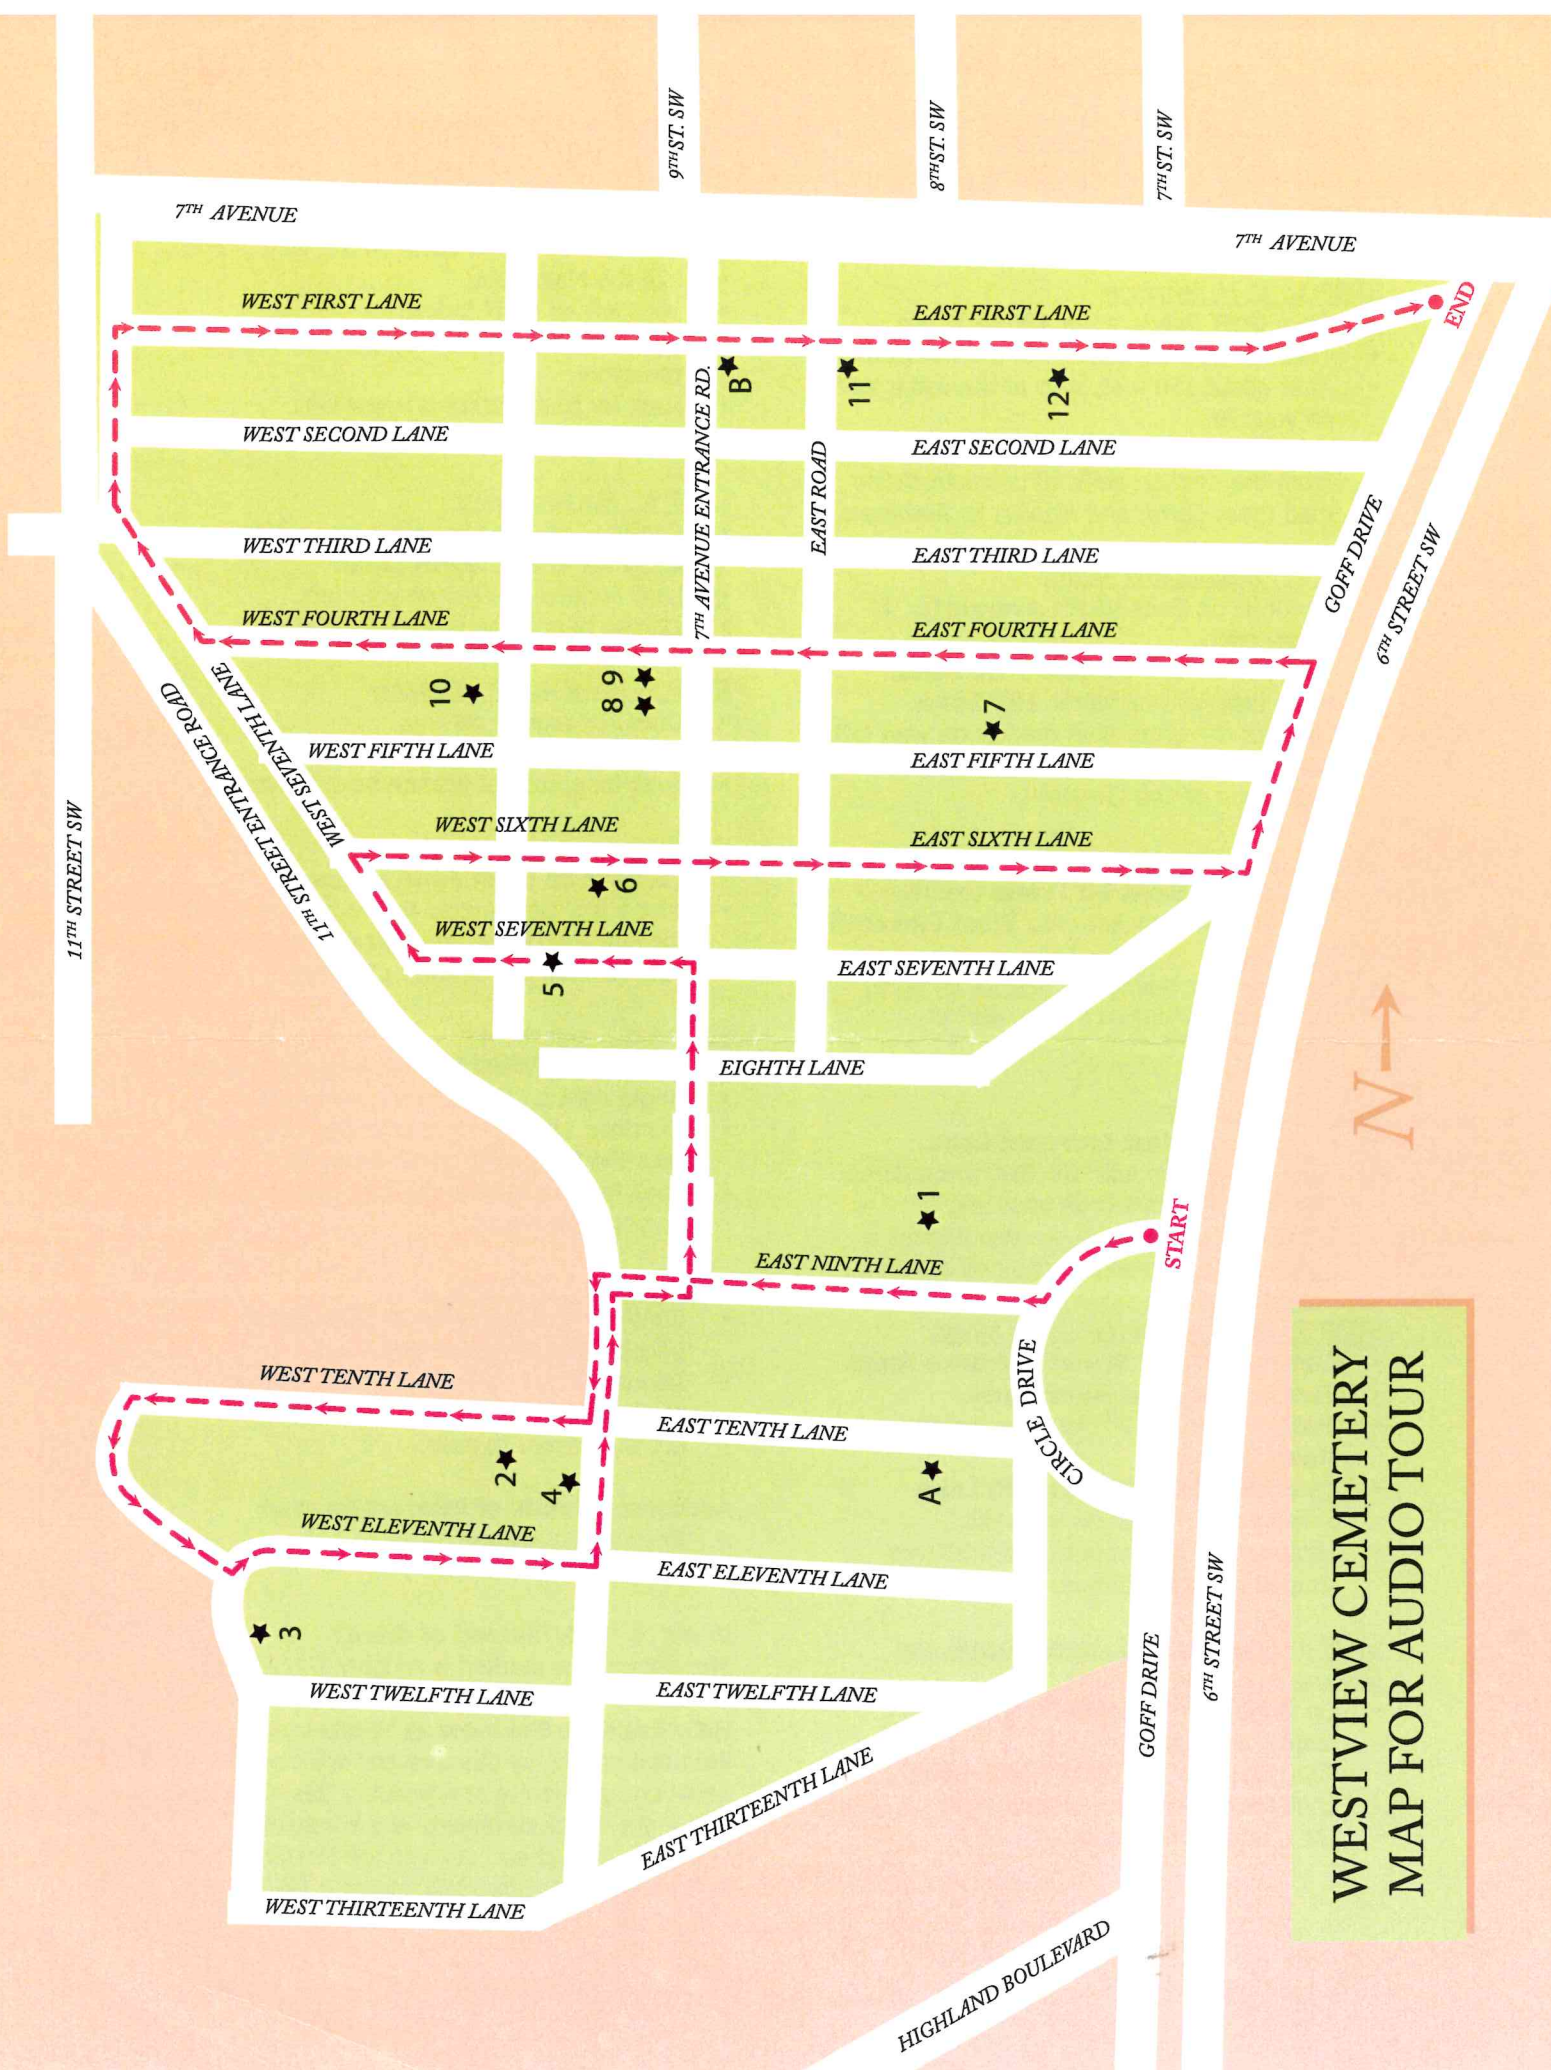 9TH ST. SW
8TH ST. SW
7TH ST. SW
7TH AVENUE
7TH AVENUE
WEST FIRST LANE
EAST FIRST LANE
END
B
11
12
WEST SECOND LANE
EAST SECOND LANE
7TH AVENUE ENTRANCE RD.
EAST ROAD
WEST THIRD LANE
EAST THIRD LANE
GOFF DRIVE
6TH STREET SW
WEST FOURTH LANE
EAST FOURTH LANE
10
9
8
7
WEST SEVENTH LANE
11TH STREET ENTRANCE ROAD
WEST FIFTH LANE
EAST FIFTH LANE
11TH STREET SW
WEST SIXTH LANE
EAST SIXTH LANE
6
WEST SEVENTH LANE
EAST SEVENTH LANE
5
EIGHTH LANE
N
1
START
EAST NINTH LANE
WEST TENTH LANE
EAST TENTH LANE
CIRCLE DRIVE
2
4
A
WEST ELEVENTH LANE
EAST ELEVENTH LANE
3
WEST TWELFTH LANE
EAST TWELFTH LANE
GOFF DRIVE
6TH STREET SW
EAST THIRTEENTH LANE
WEST THIRTEENTH LANE
HIGHLAND BOULEVARD
WESTVIEW CEMETERY
MAP FOR AUDIO TOUR